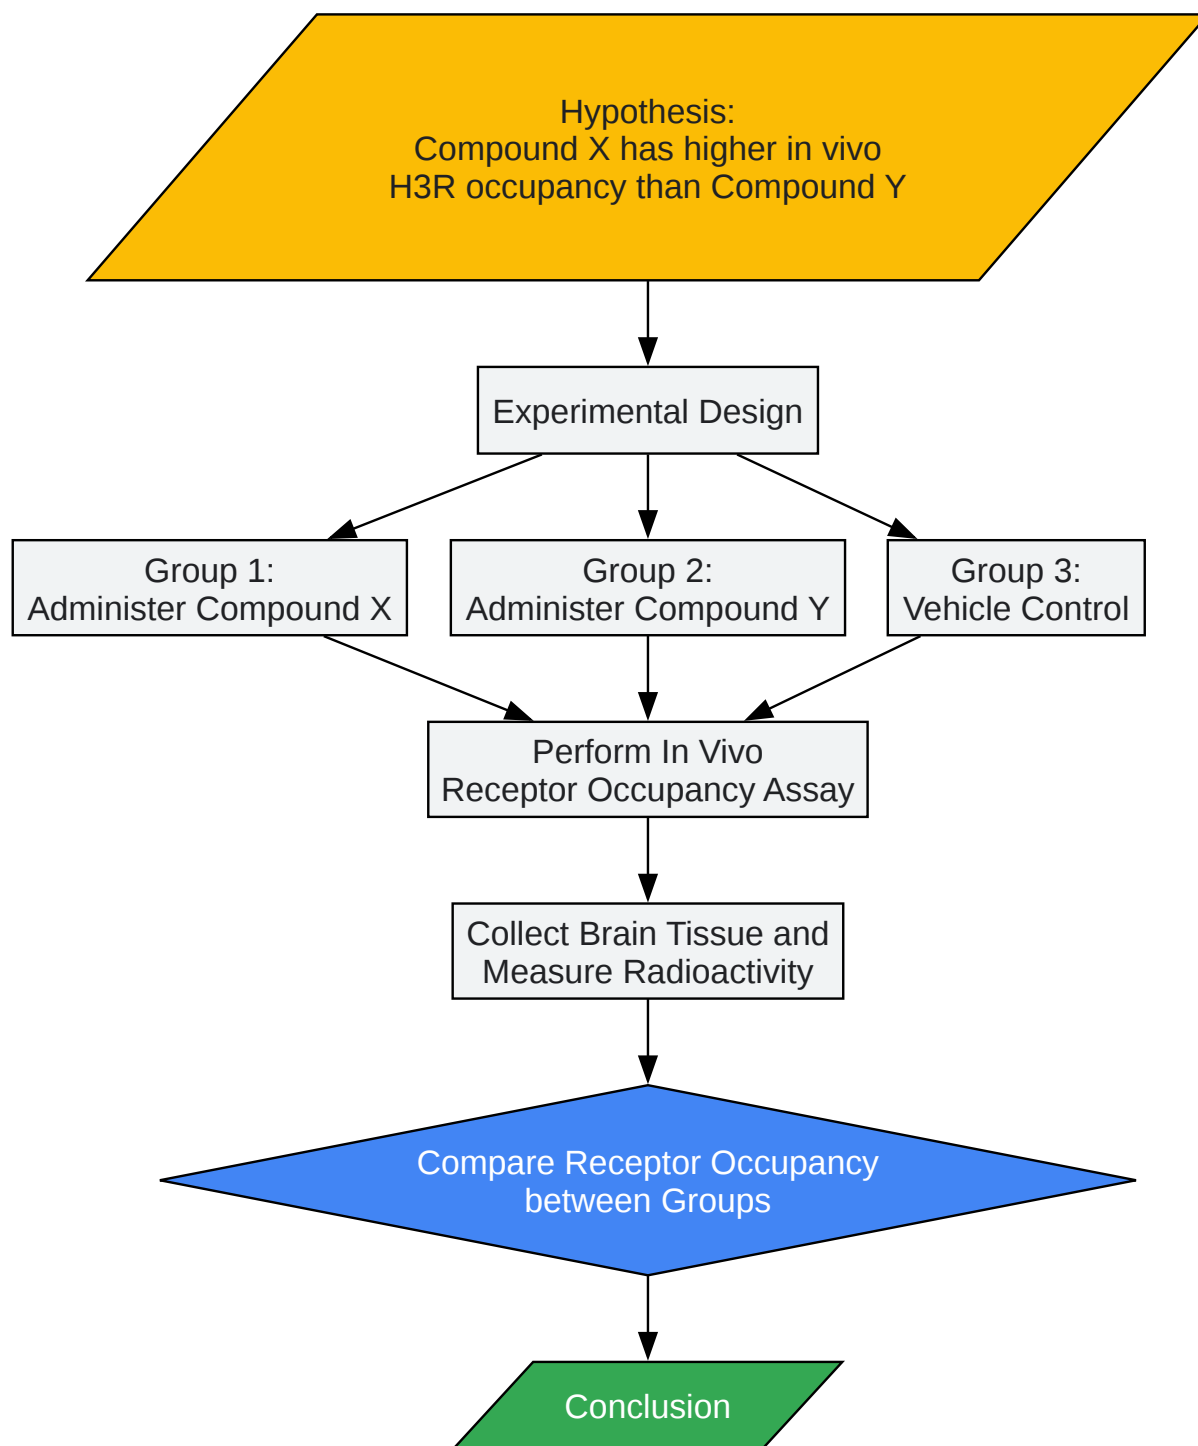 Hypothesis:
Compound X has higher in vivo
H3R occupancy than Compound Y
Experimental Design
Group 1:
Administer Compound X
Group 2:
Administer Compound Y
Group 3:
Vehicle Control
Perform In Vivo
Receptor Occupancy Assay
Collect Brain Tissue and
Measure Radioactivity
Compare Receptor Occupancy
between Groups
Conclusion